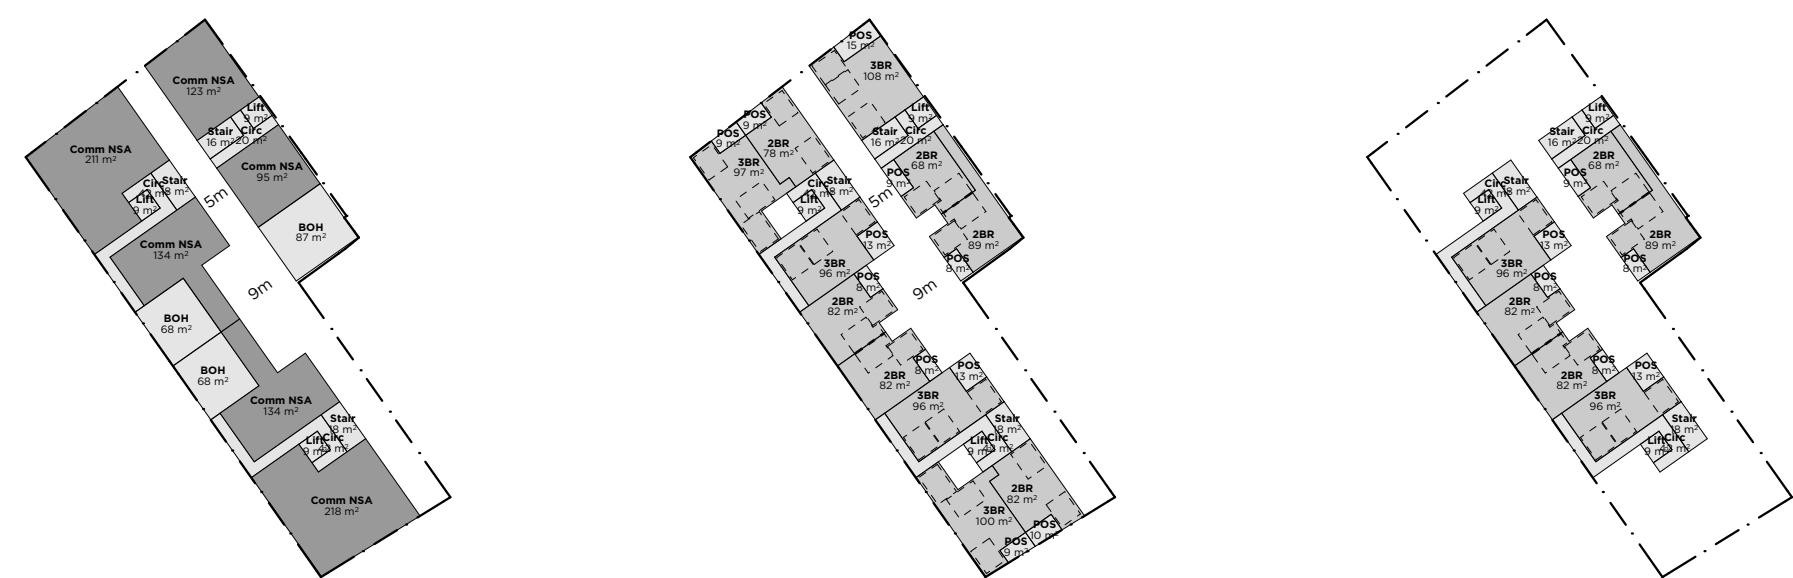 Comm NSA
123 m²
Lift
9 m²
Stair
16 m²
Circ
20 m²
Comm NSA
211 m²
Comm NSA
95 m²
Circ
Stair
Lift
9 m²
5m
BOH
87 m²
Comm NSA
134 m²
9m
BOH
68 m²
BOH
68 m²
Comm NSA
134 m²
Stair
Circ
Lift
9 m²
Comm NSA
218 m²
POS
15 m²
3BR
108 m²
Lift
9 m²
POS
9 m²
Stair
16 m²
Circ
20 m²
POS
9 m²
2BR
78 m²
3BR
97 m²
2BR
68 m²
POS
9 m²
Circ
Stair
Lift
9 m²
5m
POS
13 m²
2BR
89 m²
3BR
96 m²
POS
8 m²
POS
8 m²
9m
2BR
82 m²
POS
8 m²
POS
13 m²
2BR
82 m²
3BR
96 m²
Stair
Circ
Lift
9 m²
2BR
82 m²
3BR
100 m²
POS
10 m²
POS
9 m²
Lift
9 m²
Stair
16 m²
Circ
20 m²
2BR
68 m²
POS
9 m²
Circ
Stair
Lift
9 m²
POS
13 m²
2BR
89 m²
3BR
96 m²
POS
8 m²
POS
8 m²
2BR
82 m²
POS
8 m²
POS
13 m²
2BR
82 m²
3BR
96 m²
Stair
Circ
Lift
9 m²